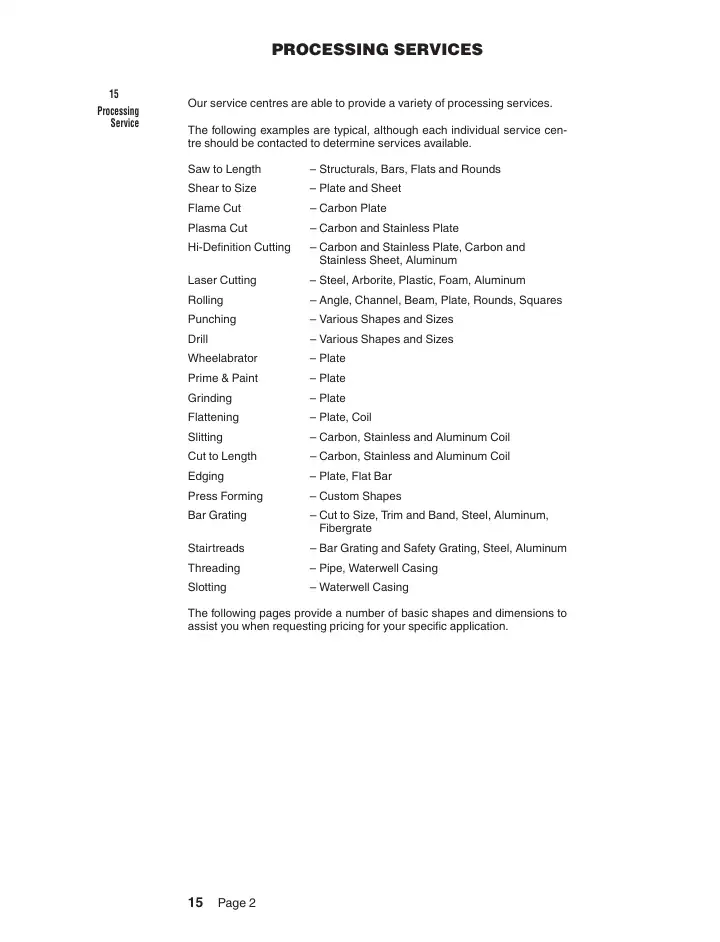 PROCESSING SERVICES
15
Processing
Service
Our service centres are able to provide a variety of processing services.
The following examples are typical, although each individual service cen-
tre should be contacted to determine services available.
Saw to Length – Structurals, Bars, Flats and Rounds
Shear to Size – Plate and Sheet
Flame Cut – Carbon Plate
Plasma Cut – Carbon and Stainless Plate
Hi-Definition Cutting – Carbon and Stainless Plate, Carbon and
Stainless Sheet, Aluminum
Laser Cutting – Steel, Arborite, Plastic, Foam, Aluminum
Rolling – Angle, Channel, Beam, Plate, Rounds, Squares
Punching – Various Shapes and Sizes
Drill – Various Shapes and Sizes
Wheelabrator – Plate
Prime & Paint – Plate
Grinding – Plate
Flattening – Plate, Coil
Slitting – Carbon, Stainless and Aluminum Coil
Cut to Length – Carbon, Stainless and Aluminum Coil
Edging – Plate, Flat Bar
Press Forming – Custom Shapes
Bar Grating – Cut to Size, Trim and Band, Steel, Aluminum,
Fibergrate
Stairtreads – Bar Grating and Safety Grating, Steel, Aluminum
Threading – Pipe, Waterwell Casing
Slotting – Waterwell Casing
The following pages provide a number of basic shapes and dimensions to
assist you when requesting pricing for your specific application.
15 Page 2